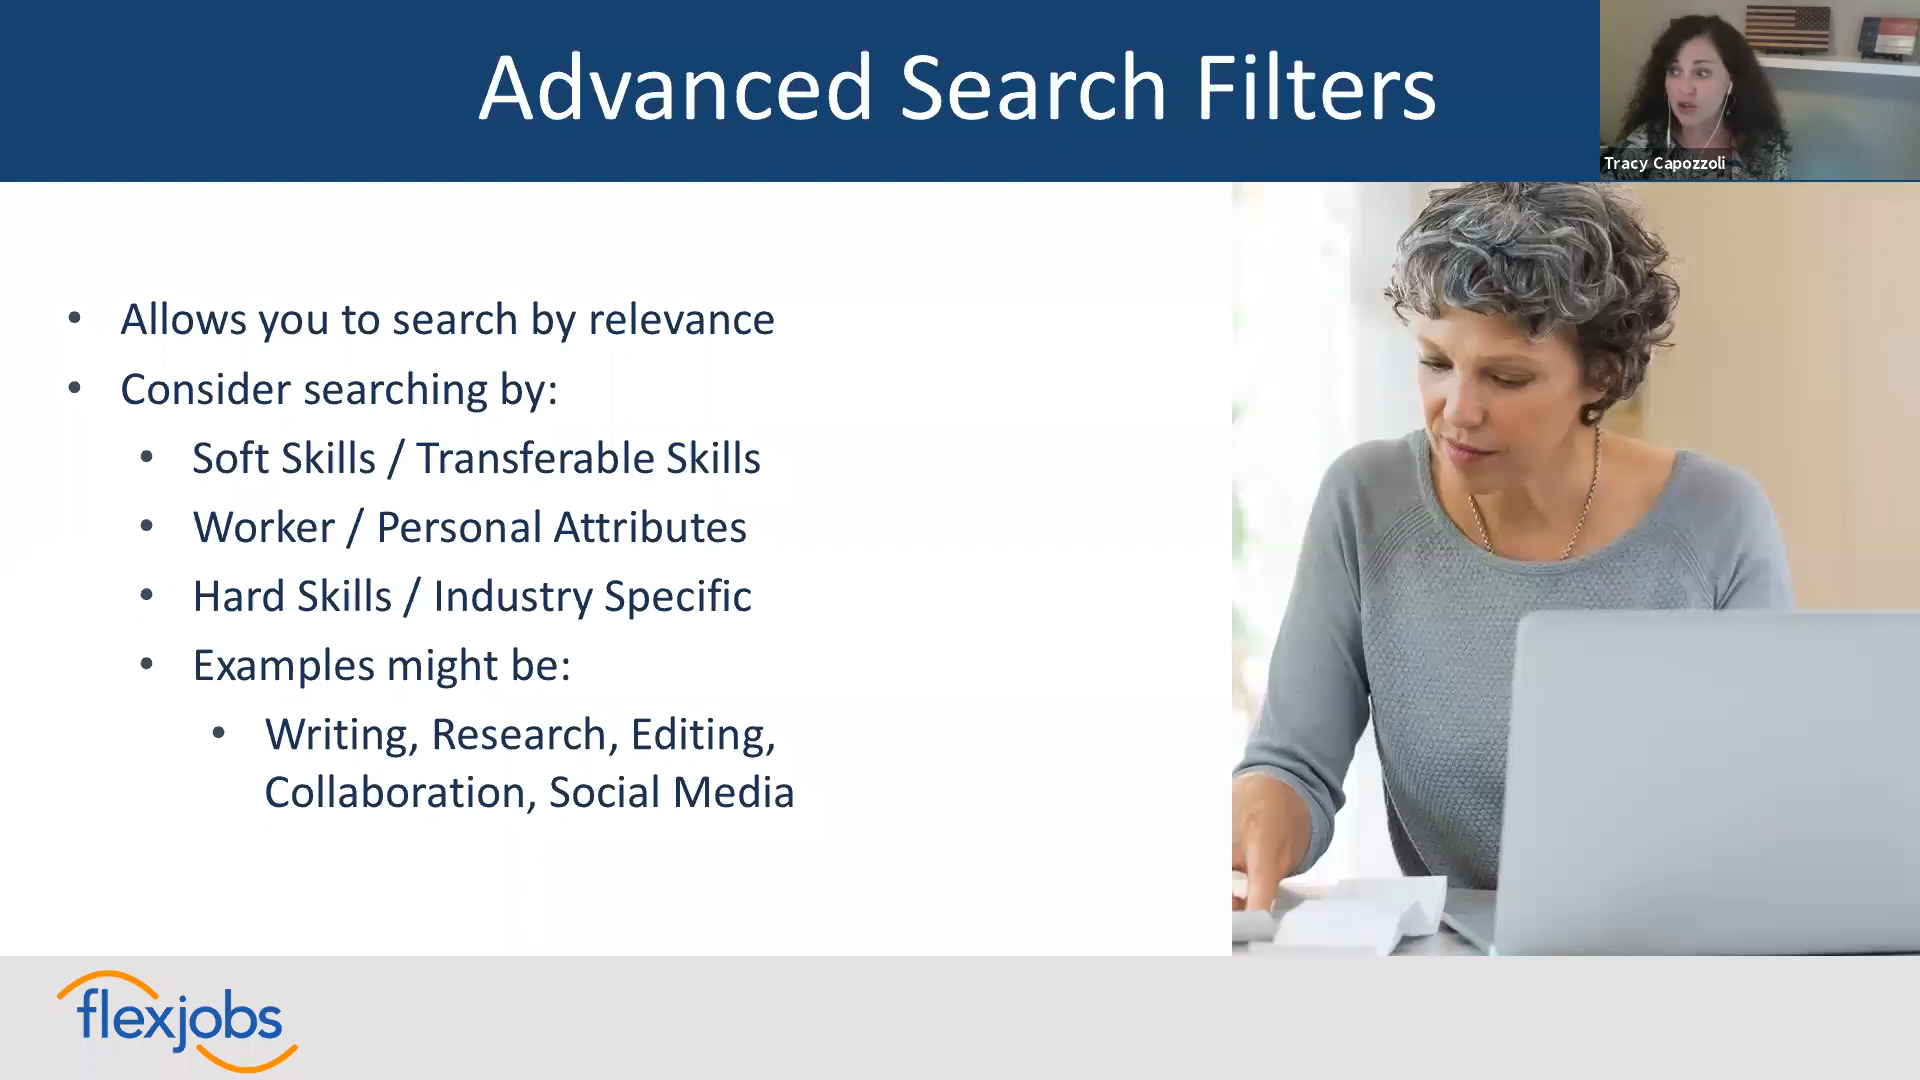 Advanced Search Filters
Tracy Capozzoli
• Allows you to search by relevance
• Consider searching by:
• Soft Skills / Transferable Skills
• Worker / Personal Attributes
• Hard Skills / Industry Specific
• Examples might be:
• Writing, Research, Editing,
Collaboration, Social Media
flexjobs